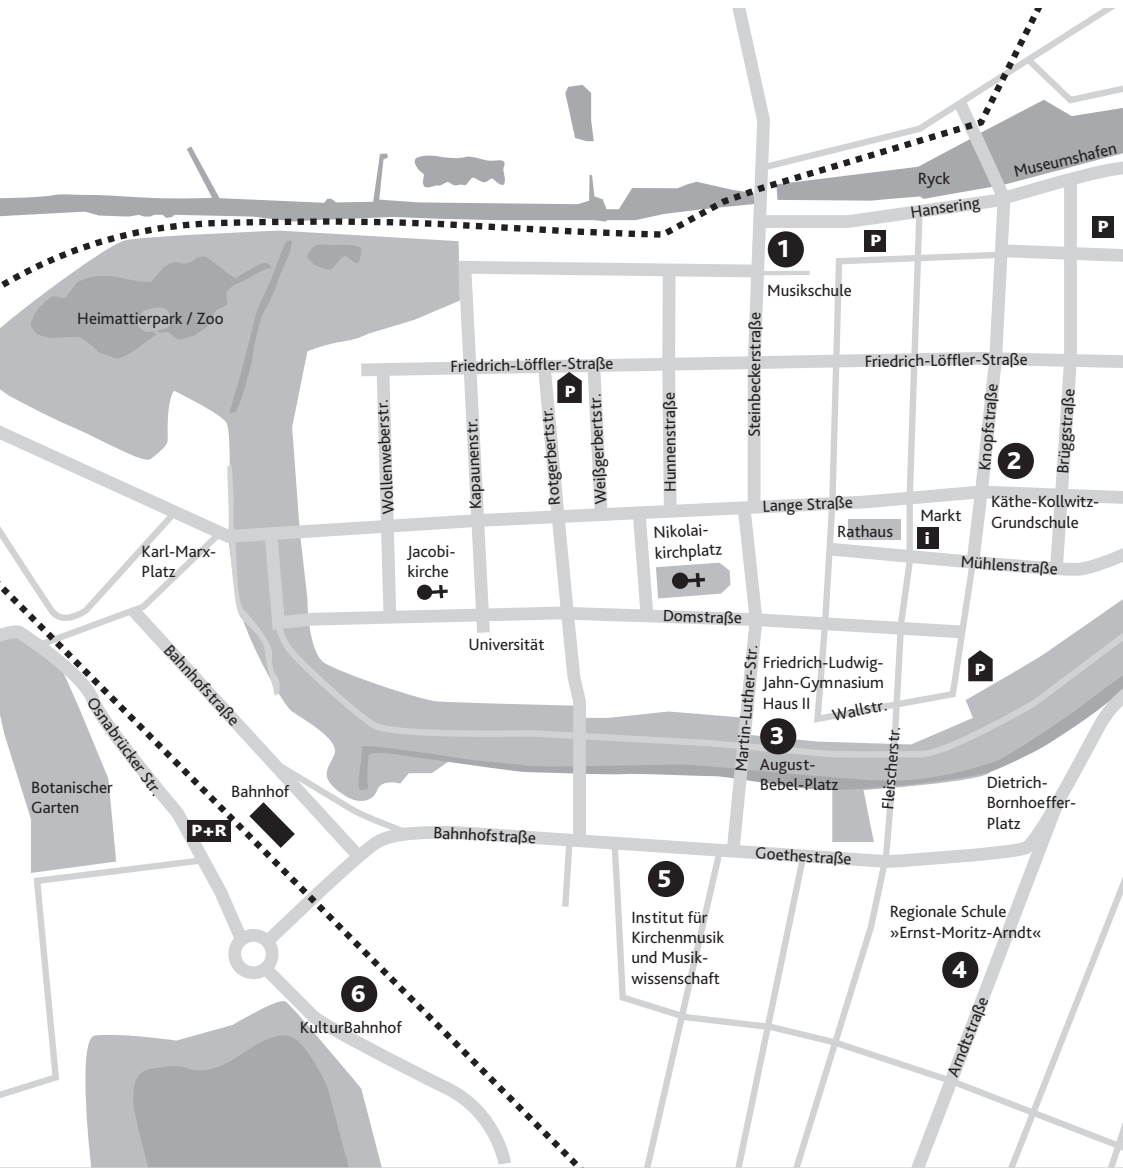 Museumshafen
Ryck
Hansering
P
P
1
Musikschule
Heimattierpark / Zoo
Steinbeckerstraße
Friedrich-Löffler-Straße
Friedrich-Löffler-Straße
P
Wollenweberstr.
Kapaunenstr.
Rotgerbertstr.
Weißgerbertstr.
Hunnenstraße
Knopfstraße
Brüggstraße
2
Käthe-Kollwitz-
Grundschule
Lange Straße
Markt
i
Rathaus
Mühlenstraße
Karl-Marx-
Platz
Jacobi-
kirche
Nikolai-
kirchplatz
Domstraße
Universität
Bahnhofstraße
Martin-Luther-Str.
Friedrich-Ludwig-
Jahn-Gymnasium
Haus II
P
Wallstr.
3
August-
Bebel-Platz
Fleischerstr.
Osnabrücker Str.
Botanischer
Garten
Bahnhof
P+R
Dietrich-
Bornhoeffer-
Platz
Bahnhofstraße
Goethestraße
5
Institut für
Kirchenmusik
und Musik-
wissenschaft
Regionale Schule
»Ernst-Moritz-Arndt«
4
Arndtstraße
6
KulturBahnhof